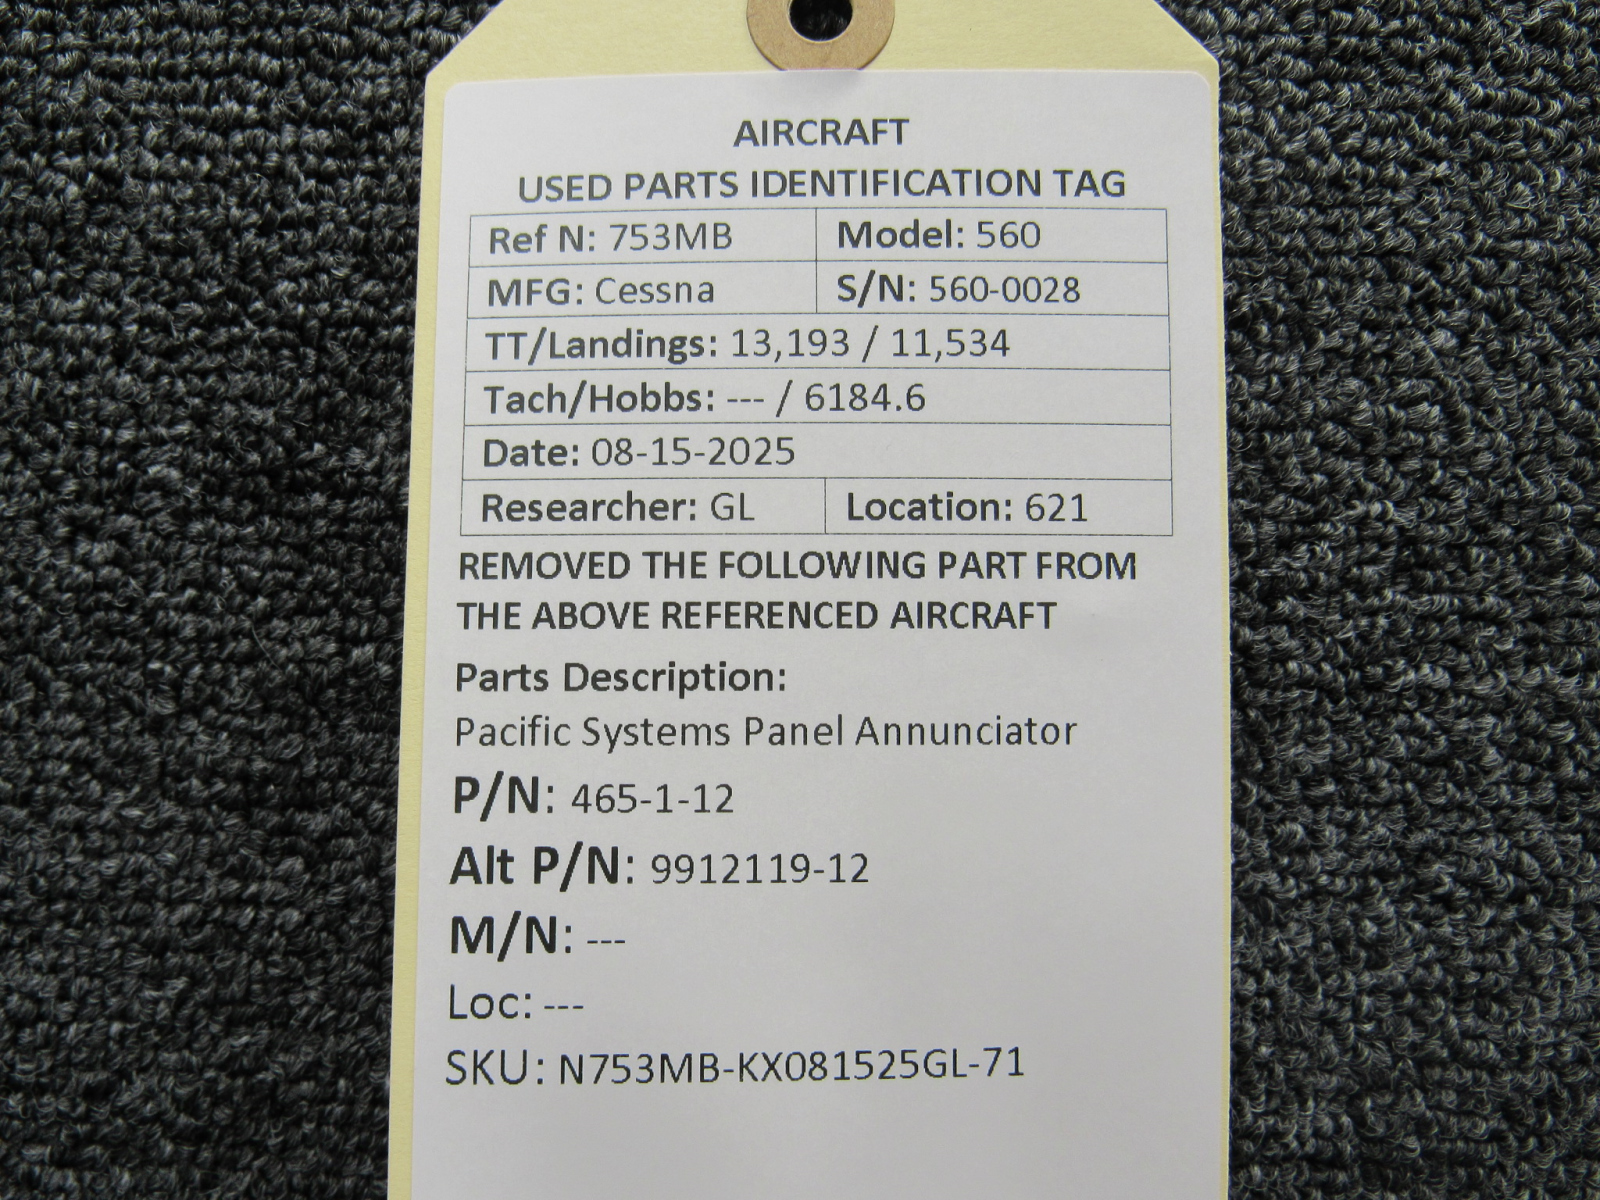 AIRCRAFT
USED PARTS IDENTIFICATION TAG
Ref N: 753MB Model: 560
MFG: Cessna S/N: 560-0028
TT/Landings: 13,193 / 11,534
Tach/Hobbs: --- / 6184.6
Date: 08-15-2025
Researcher: GL Location: 621
REMOVED THE FOLLOWING PART FROM
THE ABOVE REFERENCED AIRCRAFT
Parts Description:
Pacific Systems Panel Annunciator
P/N: 465-1-12
Alt P/N: 9912119-12
M/N: ---
Loc: ---
SKU: N753MB-KX081525GL-71